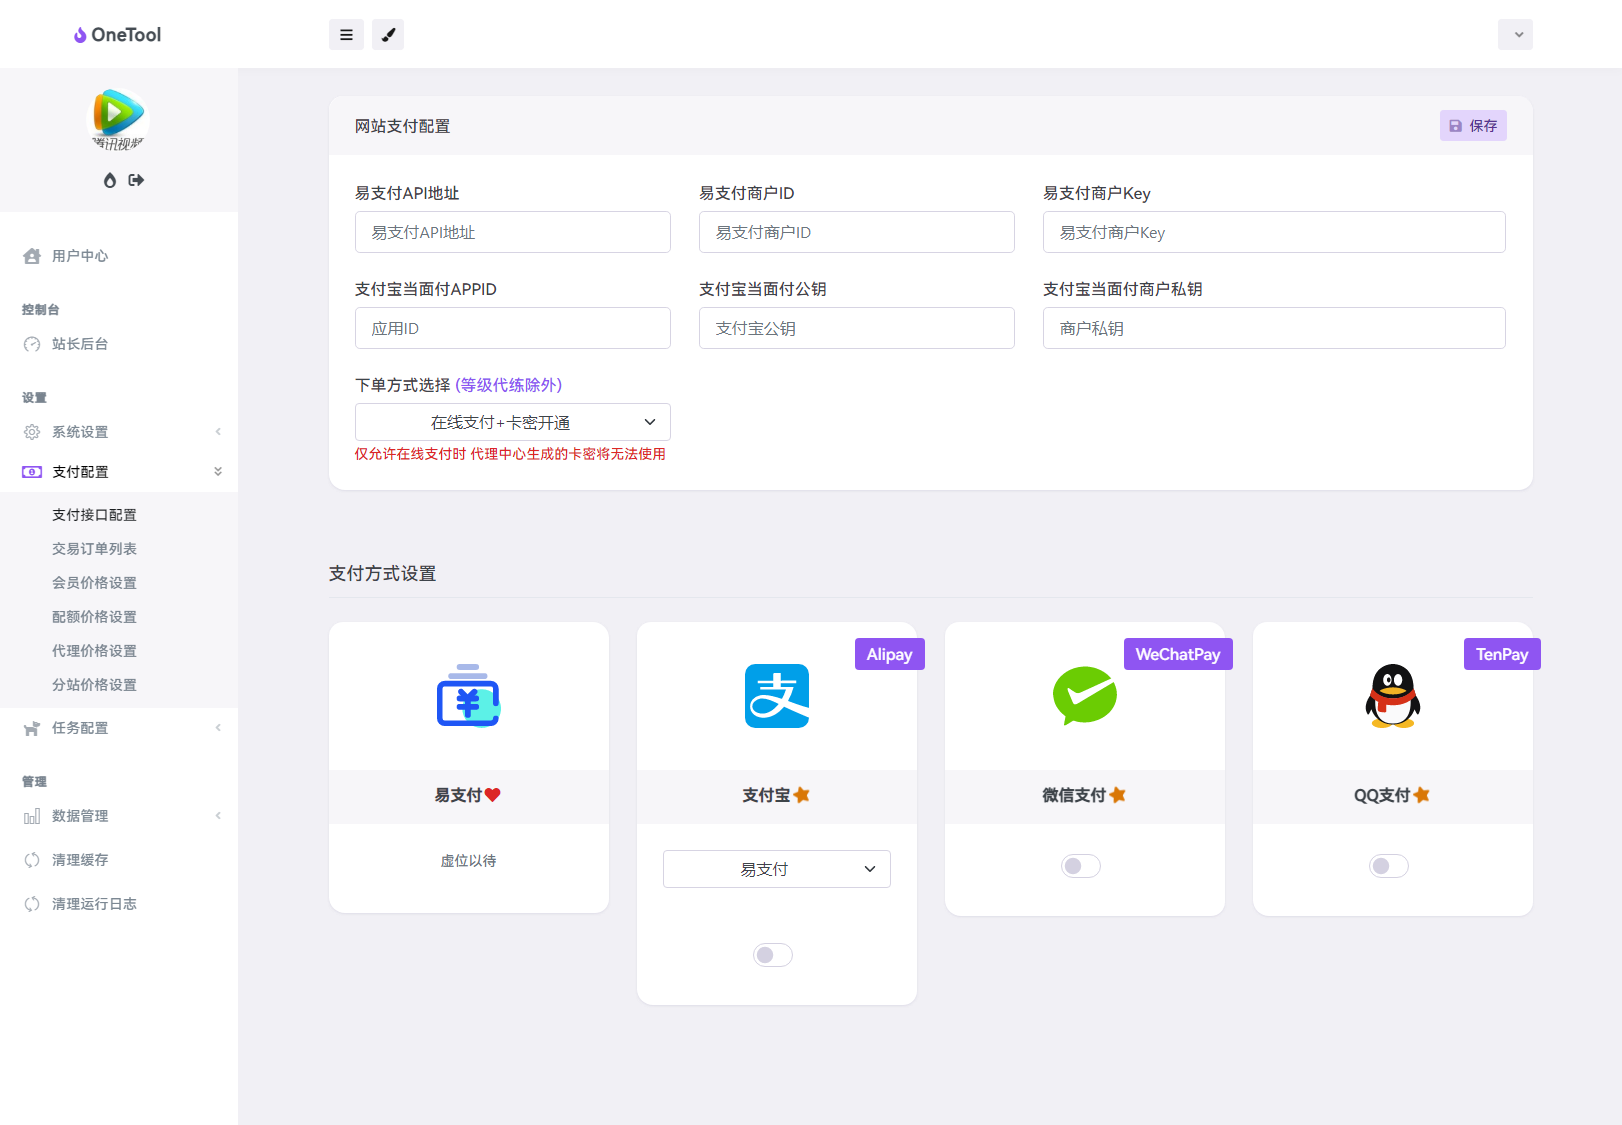 OneTool
腾讯视频
用户中心
控制台
站长后台
设置
系统设置
支付配置
支付接口配置
交易订单列表
会员价格设置
配额价格设置
代理价格设置
分站价格设置
任务配置
管理
数据管理
清理缓存
清理运行日志
网站支付配置
保存
易支付API地址 易支付商户ID 易支付商户Key
易支付API地址 易支付商户ID 易支付商户Key
支付宝当面付APPID 支付宝当面付公钥 支付宝当面付商户私钥
应用ID 支付宝公钥 商户私钥
下单方式选择 (等级代练除外)
在线支付+卡密开通
仅允许在线支付时 代理中心生成的卡密将无法使用
支付方式设置
Alipay WeChatPay TenPay
易支付 支付宝 微信支付 QQ支付
虚位以待
易支付